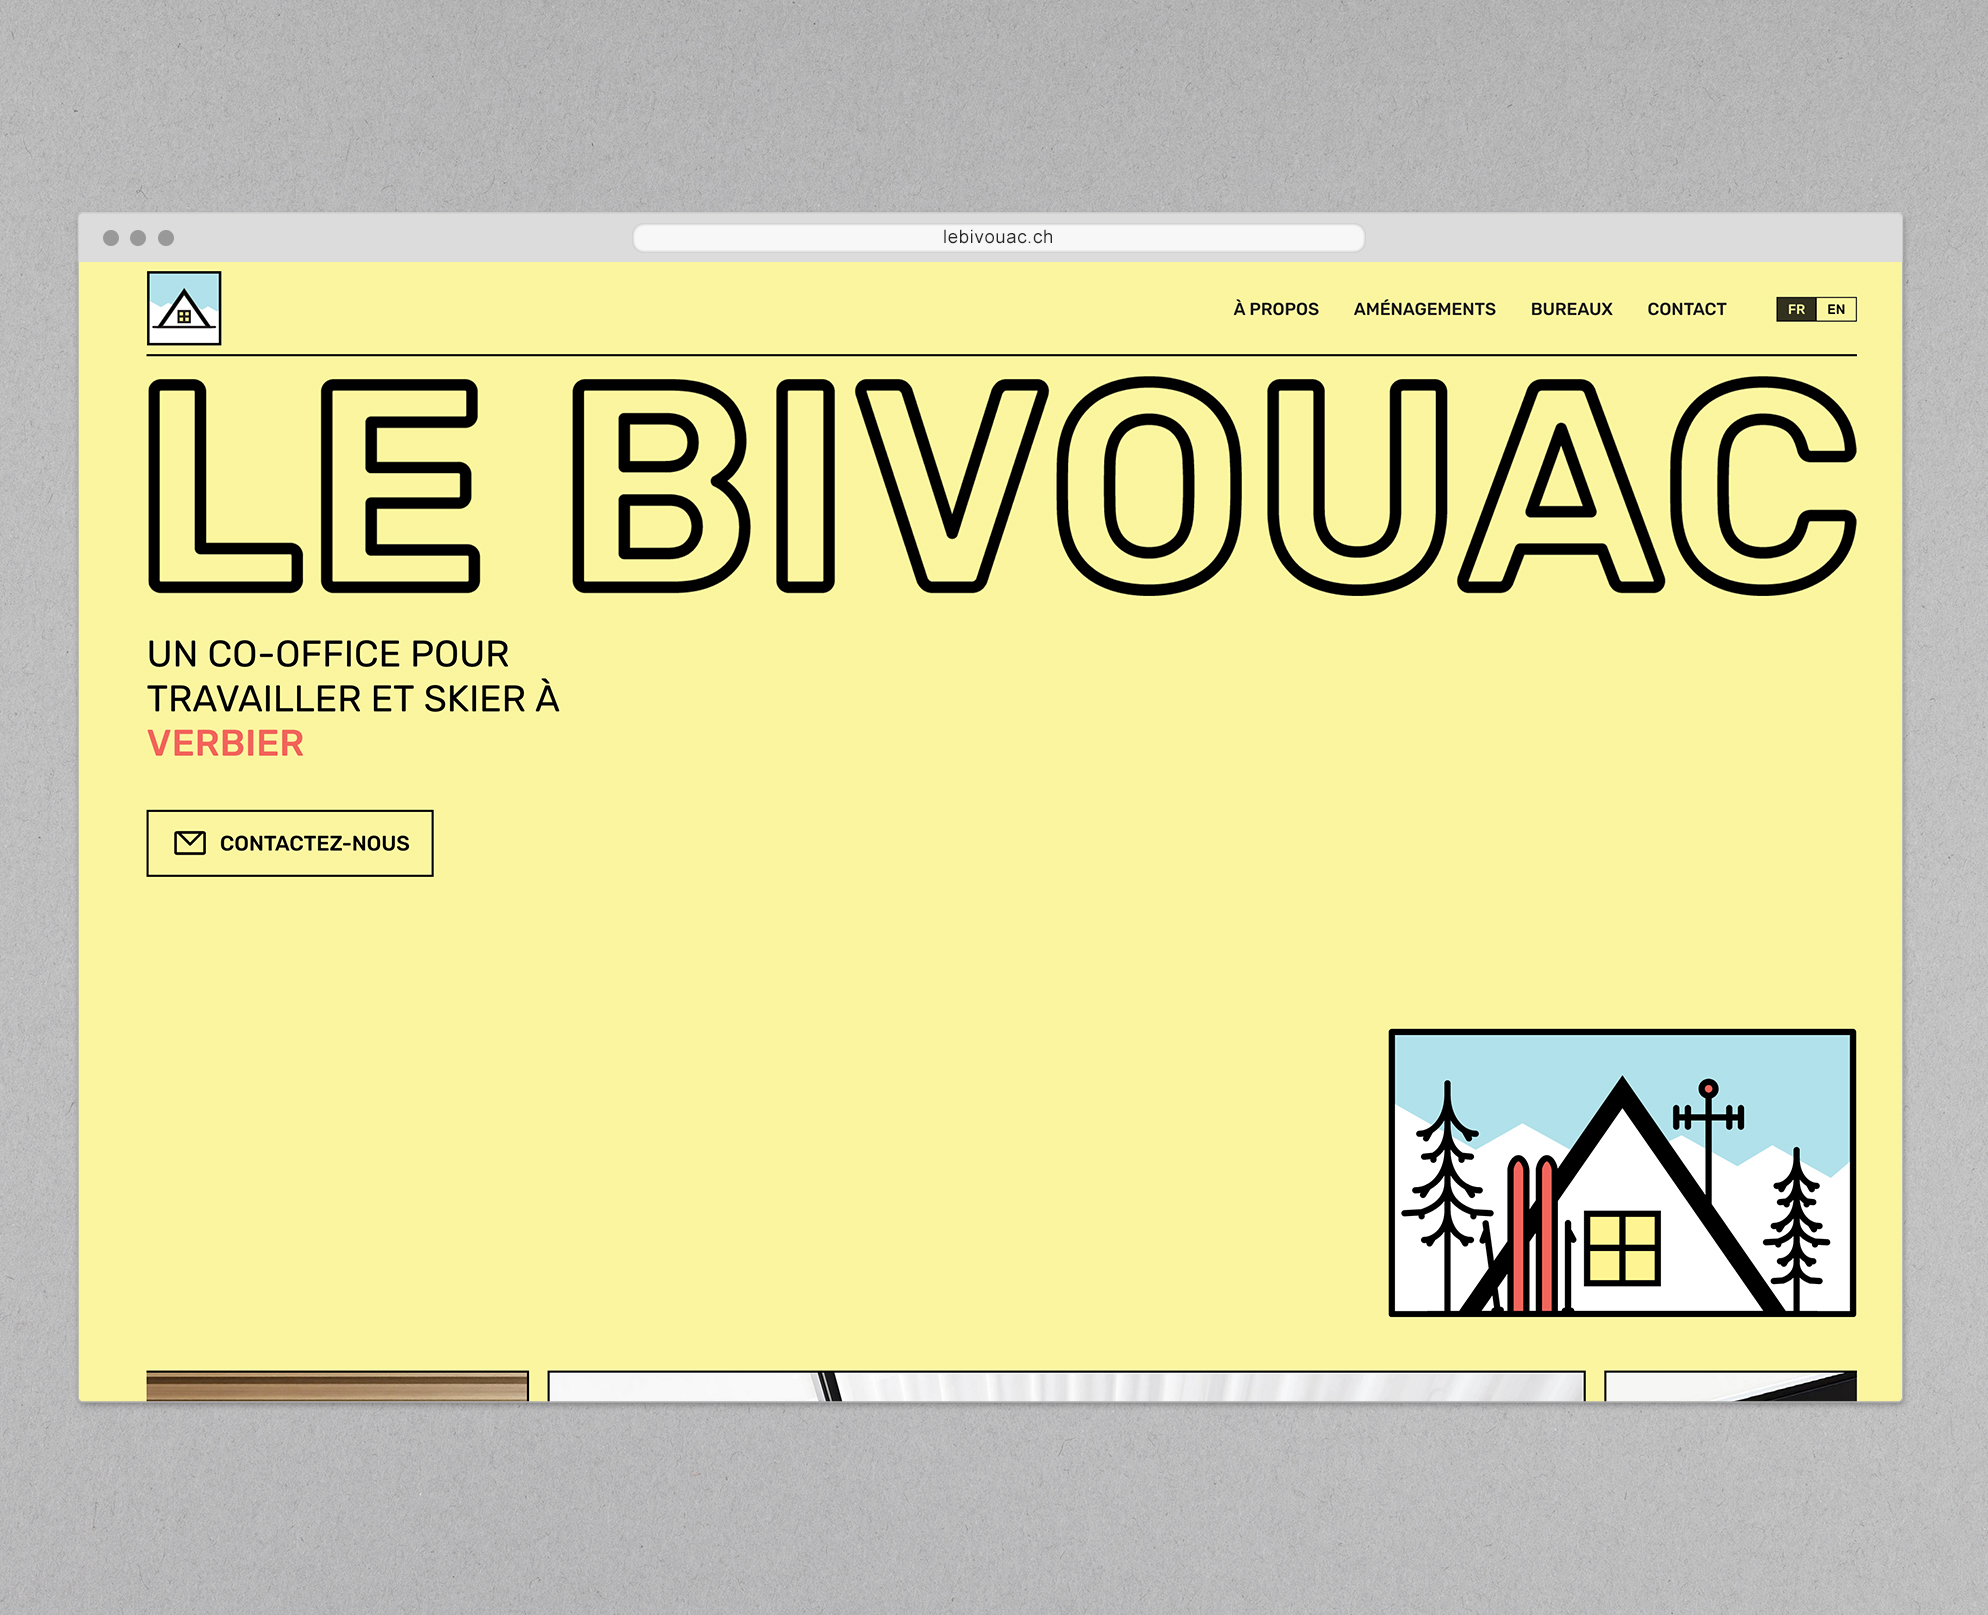 lebivouac.ch
À PROPOS AMÉNAGEMENTS BUREAUX CONTACT FR EN
LE BIVOUAC
UN CO-OFFICE POUR
TRAVAILLER ET SKIER À
VERBIER
CONTACTEZ-NOUS